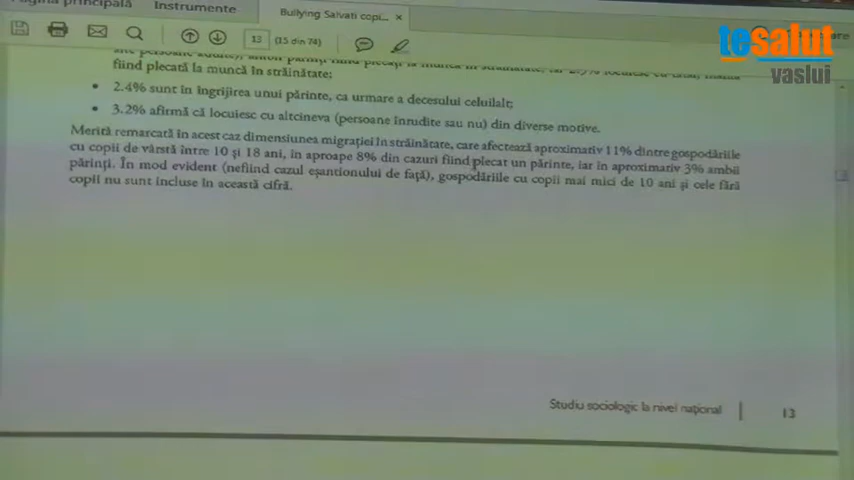 principală Instrumente
Bullying Salvati copi... ×
13 (15 din 74)
tesalut
vaslui
fiind plecată la muncă în străinătate;
• 2.4% sunt în îngrijirea unui părinte, ca urmare a decesului celuilalt;
• 3.2% afirmă că locuiesc cu altcineva (persoane înrudite sau nu) din diverse motive.
Merită remarcată în acest caz dimensiunea migrației în străinătate, care afectează aproximativ 11% dintre gospodăriile
cu copii de vârstă între 10 și 18 ani, în aproape 8% din cazuri fiind plecat un părinte, iar în aproximativ 3% ambii
părinți. În mod evident (nefiind cazul eșantionului de față), gospodăriile cu copii mai mici de 10 ani și cele fără
copii nu sunt incluse în această cifră.
Studiu sociologic la nivel național | 13